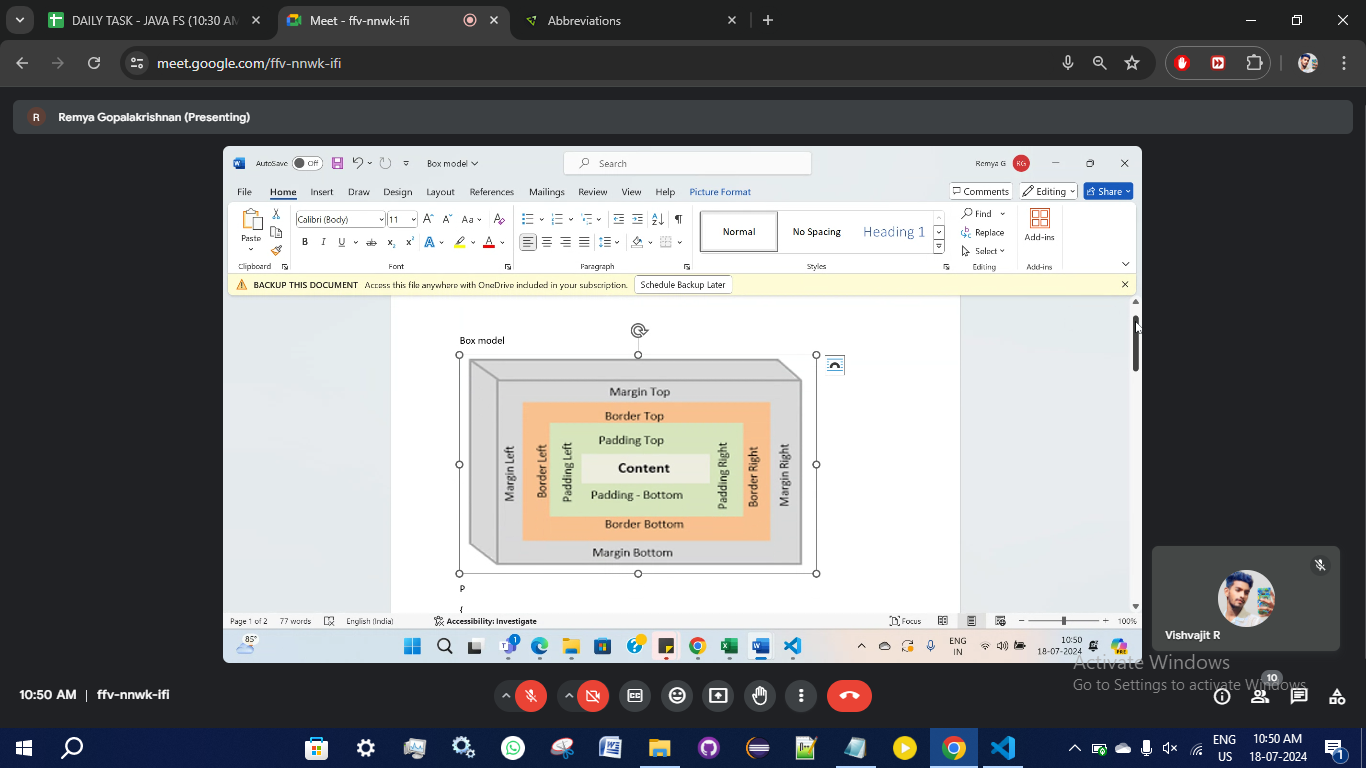 DAILY TASK - JAVA FS (10:30 AM
Meet - ffv-nnwk-ifi
Abbreviations
meet.google.com/ffv-nnwk-ifi
R Remya Gopalakrishnan (Presenting)
AutoSave Off Box model Search Remya G RG
File Home Insert Draw Design Layout References Mailings Review View Help Picture Format Comments Editing Share
Paste Calibri (Body) 11 Aa Normal No Spacing Heading 1 Find Replace Select Add-ins
B I U ab x₂ x² A A
Clipboard Font Paragraph Styles Editing Add-ins
BACKUP THIS DOCUMENT Access this file anywhere with OneDrive included in your subscription. Schedule Backup Later
Box model
Margin Top
Border Top
Padding Top
Margin Left
Border Left
Padding Left
Content
Padding Right
Border Right
Margin Right
Padding - Bottom
Border Bottom
Margin Bottom
P
{
Page 1 of 2 77 words English (India) Accessibility: Investigate Focus 100%
85°
1
ENG
IN
10:50
18-07-2024
PRE
Vishvajit R
Activate Windows
Go to Settings to activate Windows.
10:50 AM | ffv-nnwk-ifi
10
ENG
US
10:50 AM
18-07-2024
1